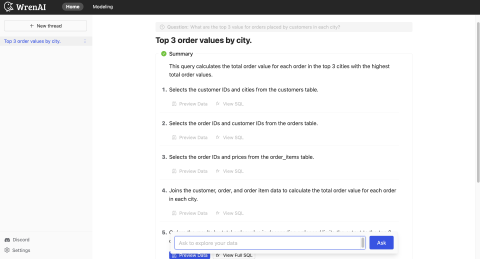 WrenAI
Home
Modeling
+ New thread
Top 3 order values by city.
Question: What are the top 3 value for orders placed by customers in each city?
Top 3 order values by city.
Summary
This query calculates the total order value for each order in the top 3 cities with the highest
total order values.
1. Selects the customer IDs and cities from the customers table.
Preview Data
View SQL
2. Selects the order IDs and customer IDs from the orders table.
Preview Data
View SQL
3. Selects the order IDs and prices from the order_items table.
Preview Data
View SQL
4. Joins the customer, order, and order item data to calculate the total order value for each order
in each city.
Preview Data
View SQL
5.
Ask to explore your data
Ask
Preview Data
View Full SQL
Discord
Settings